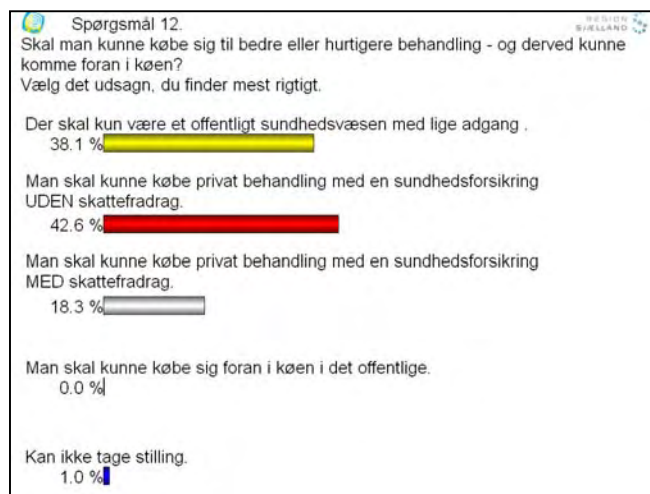 Spørgsmål 12.
REGION
SJÆLLAND
Skal man kunne købe sig til bedre eller hurtigere behandling - og derved kunne
komme foran i køen?
Vælg det udsagn, du finder mest rigtigt.
Der skal kun være et offentligt sundhedsvæsen med lige adgang .
38.1 %
Man skal kunne købe privat behandling med en sundhedsforsikring
UDEN skattefradrag.
42.6 %
Man skal kunne købe privat behandling med en sundhedsforsikring
MED skattefradrag.
18.3 %
Man skal kunne købe sig foran i køen i det offentlige.
0.0 %
Kan ikke tage stilling.
1.0 %